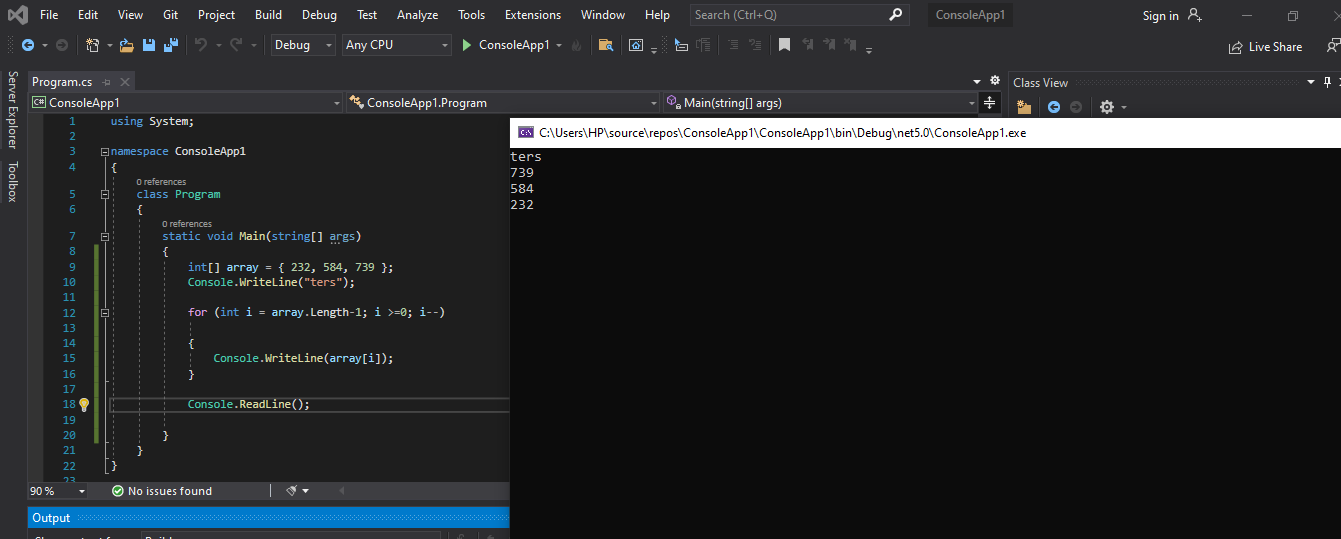 File Edit View Git Project Build Debug Test Analyze Tools Extensions Window Help Search (Ctrl+Q) ConsoleApp1 Sign in
Debug Any CPU ConsoleApp1 Live Share
Server Explorer
Toolbox
Program.cs
Class View
ConsoleApp1 ConsoleApp1.Program Main(string[] args)
C:\Users\HP\source\repos\ConsoleApp1\ConsoleApp1\bin\Debug\net5.0\ConsoleApp1.exe
1 using System;
2
3 namespace ConsoleApp1
4 {
0 references
5 class Program
6 {
0 references
7 static void Main(string[] args)
8 {
9 int[] array = { 232, 584, 739 };
10 Console.WriteLine("ters");
11
12 for (int i = array.Length-1; i >=0; i--)
13
14 {
15 Console.WriteLine(array[i]);
16 }
17
18 Console.ReadLine();
19
20 }
21 }
22 }
23
ters
739
584
232
90 % No issues found
Output